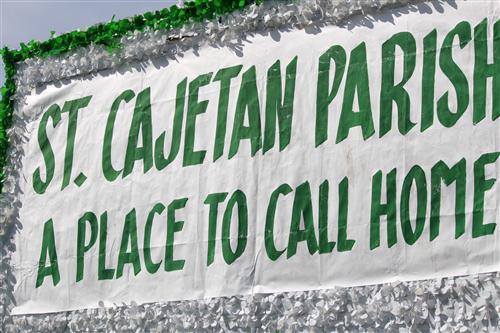 ST. CAJETAN PARISH
A PLACE TO CALL HOME